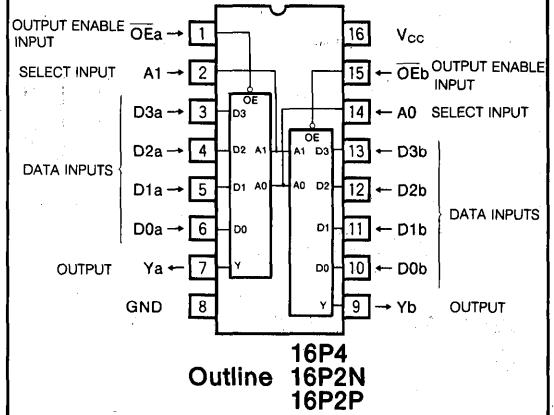 OUTPUT ENABLE INPUT OEa → 1
SELECT INPUT A1 → 2
D3a → 3
D2a → 4
DATA INPUTS
D1a → 5
D0a → 6
OUTPUT Ya ← 7
GND 8
16 Vcc
15 ← OEb OUTPUT ENABLE INPUT
14 ← A0 SELECT INPUT
13 ← D3b
12 ← D2b
DATA INPUTS
11 ← D1b
10 ← D0b
9 → Yb OUTPUT
OE
D3
D2 A1
D1 A0
D0
Y
OE
A1 D3
A0 D2
D1
D0
Y
Outline 16P4
16P2N
16P2P